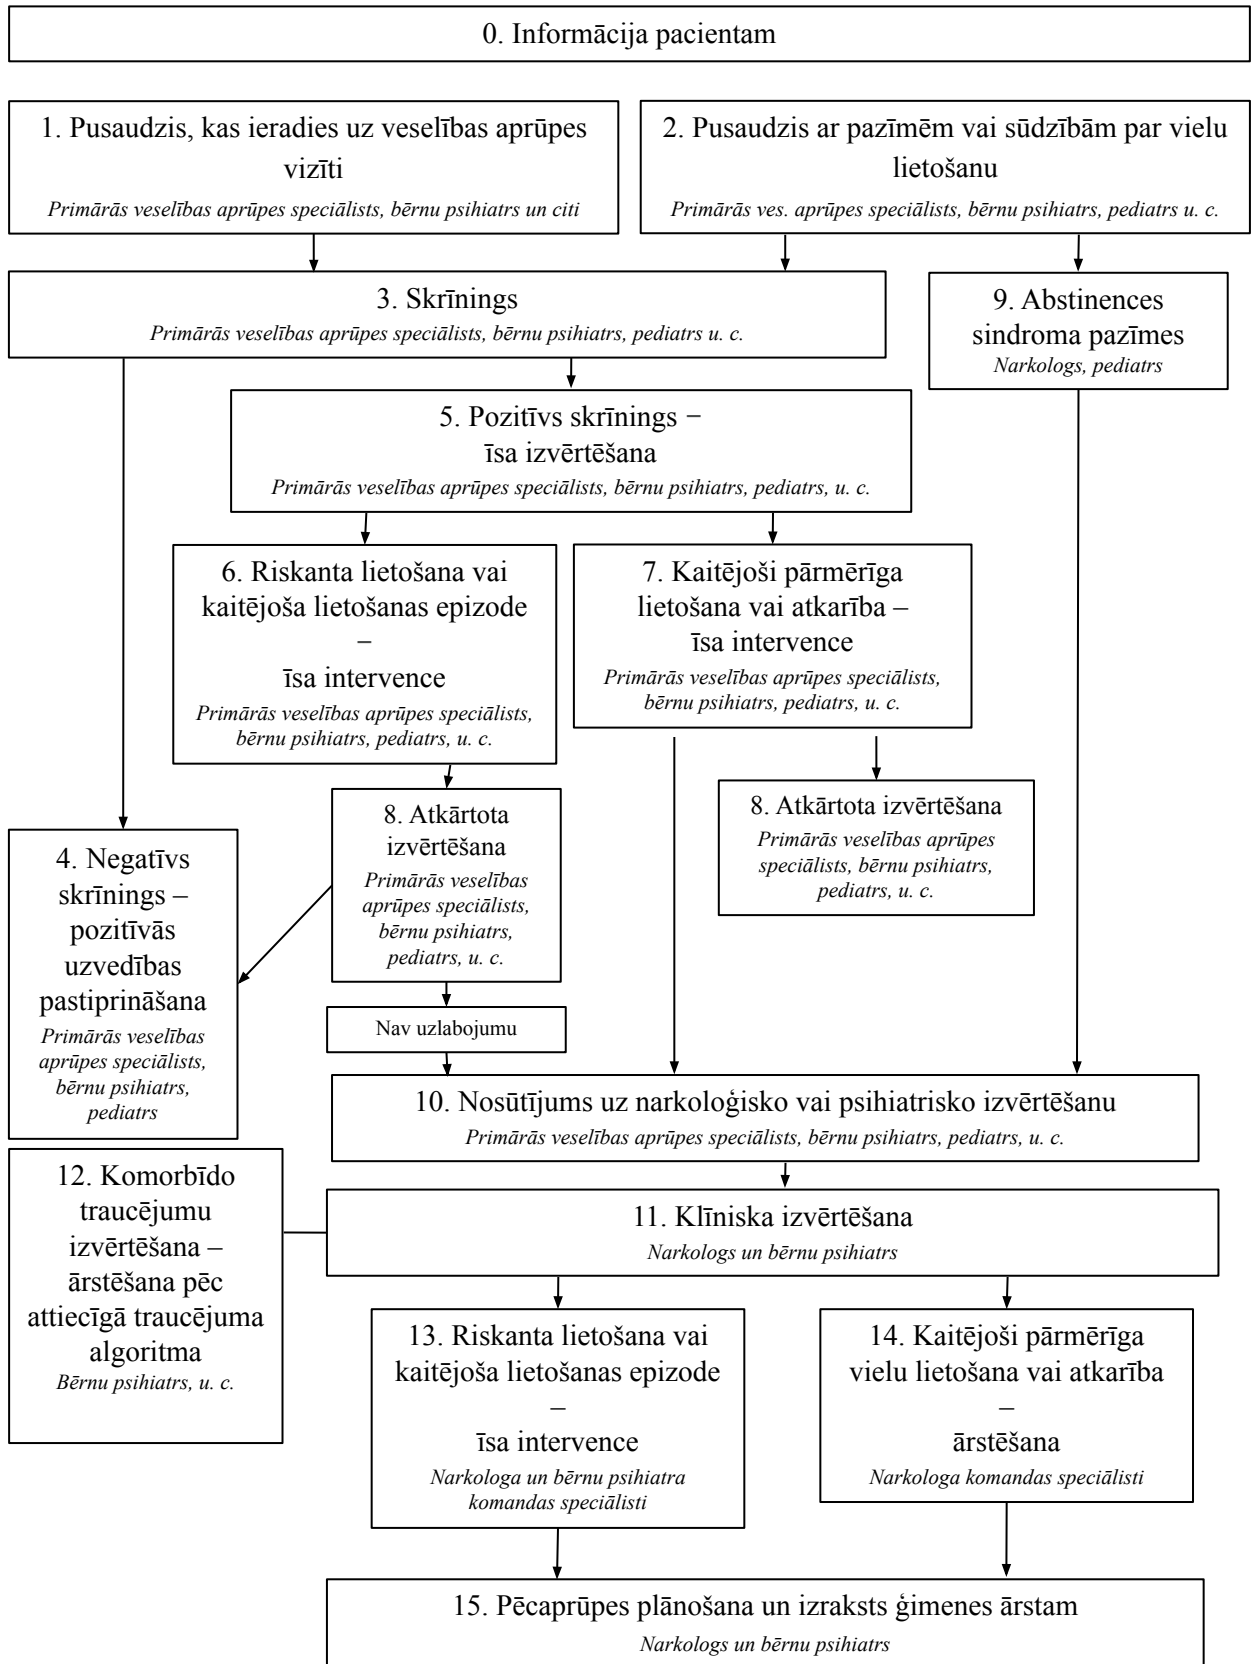 0. Informācija pacientam
1. Pusaudzis, kas ieradies uz veselības aprūpes
vizīti
Primārās veselības aprūpes speciālists, bērnu psihiatrs un citi
2. Pusaudzis ar pazīmēm vai sūdzībām par vielu
lietošanu
Primārās ves. aprūpes speciālists, bērnu psihiatrs, pediatrs u. c.
3. Skrīnings
Primārās veselības aprūpes speciālists, bērnu psihiatrs, pediatrs u. c.
9. Abstinences
sindroma pazīmes
Narkologs, pediatrs
5. Pozitīvs skrīnings −
īsa izvērtēšana
Primārās veselības aprūpes speciālists, bērnu psihiatrs, pediatrs, u. c.
6. Riskanta lietošana vai
kaitējoša lietošanas epizode
–
īsa intervence
Primārās veselības aprūpes speciālists,
bērnu psihiatrs, pediatrs, u. c.
7. Kaitējoši pārmērīga
lietošana vai atkarība –
īsa intervence
Primārās veselības aprūpes speciālists,
bērnu psihiatrs, pediatrs, u. c.
8. Atkārtota
izvērtēšana
Primārās veselības
aprūpes speciālists,
bērnu psihiatrs,
pediatrs, u. c.
8. Atkārtota izvērtēšana
Primārās veselības aprūpes
speciālists, bērnu psihiatrs,
pediatrs, u. c.
4. Negatīvs
skrīnings –
pozitīvās
uzvedības
pastiprināšana
Primārās veselības
aprūpes speciālists,
bērnu psihiatrs,
pediatrs
Nav uzlabojumu
10. Nosūtījums uz narkoloģisko vai psihiatrisko izvērtēšanu
Primārās veselības aprūpes speciālists, bērnu psihiatrs, pediatrs, u. c.
12. Komorbīdo
traucējumu
izvērtēšana –
ārstēšana pēc
attiecīgā traucējuma
algoritma
Bērnu psihiatrs, u. c.
11. Klīniska izvērtēšana
Narkologs un bērnu psihiatrs
13. Riskanta lietošana vai
kaitējoša lietošanas epizode
–
īsa intervence
Narkologa un bērnu psihiatra
komandas speciālisti
14. Kaitējoši pārmērīga
vielu lietošana vai atkarība
–
ārstēšana
Narkologa komandas speciālisti
15. Pēcaprūpes plānošana un izraksts ģimenes ārstam
Narkologs un bērnu psihiatrs